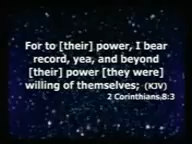 For to [their] power, I bear
record, yea, and beyond
[their] power [they were]
willing of themselves; (KJV)
2 Corinthians 8:3